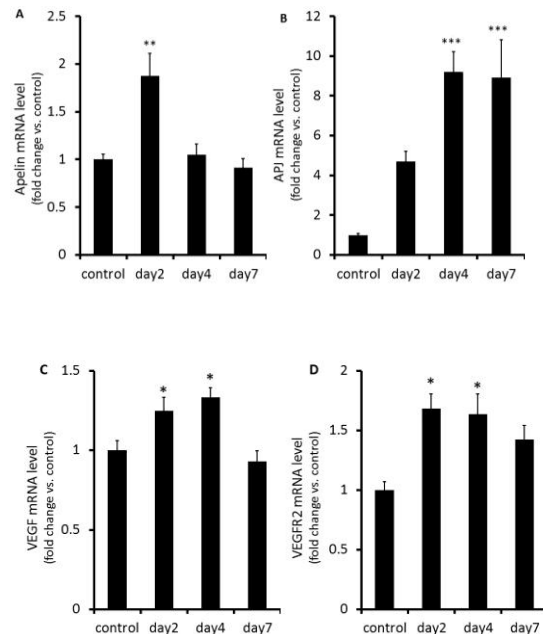 A
Apelin mRNA level
(fold change vs. control)
2.5
2
1.5
1
0.5
0
**
control day2 day4 day7
B
APJ mRNA level
(fold change vs. control)
12
10
8
6
4
2
0
***
***
control day2 day4 day7
C
VEGF mRNA level
(fold change vs. control)
1.5
1
0.5
0
*
*
control day2 day4 day7
D
VEGFR2 mRNA level
(fold change vs. control)
2
1.5
1
0.5
0
*
*
control day2 day4 day7